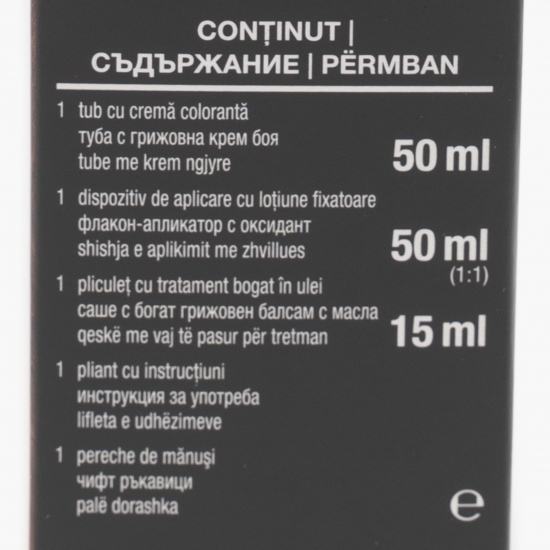 CONȚINUT |
СЪДЪРЖАНИЕ | PËRMBAN
1 tub cu cremă colorantă
туба с грижовна крем боя
tube me krem ngjyre
50 ml
1 dispozitiv de aplicare cu loțiune fixatoare
флакон-апликатор с оксидант
shishja e aplikimit me zhvillues
50 ml
(1:1)
1 pliculeț cu tratament bogat în ulei
саше с богат грижовен балсам с масла
qeskë me vaj të pasur për tretman
15 ml
1 pliant cu instrucțiuni
инструкция за употреба
lifleta e udhëzimeve
1 pereche de mănuși
чифт ръкавици
palë dorashka
℮